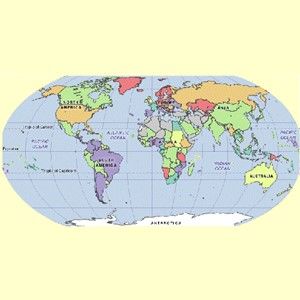 NORTH
AMERICA
ASIA
Tropic of Cancer
ATLANTIC
OCEAN
PACIFIC
OCEAN
PACIFIC
OCEAN
Equator
SOUTH
AMERICA
INDIAN
OCEAN
Tropic of Capricorn
AUSTRALIA
ANTARCTICA